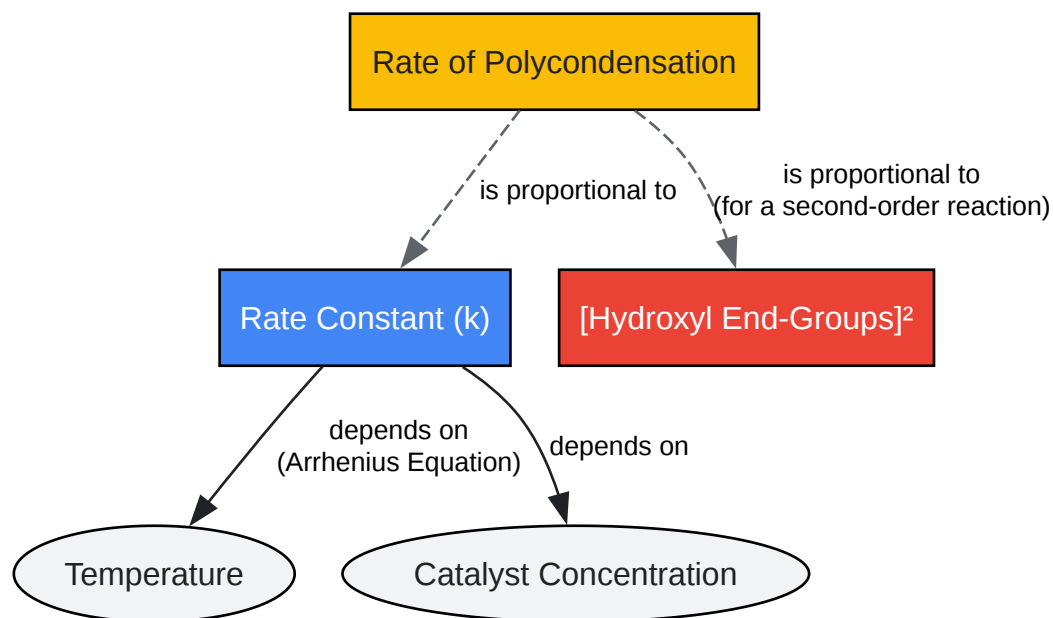 Rate of Polycondensation
is proportional to
is proportional to
(for a second-order reaction)
Rate Constant (k)
[Hydroxyl End-Groups]²
depends on
(Arrhenius Equation)
depends on
Temperature
Catalyst Concentration